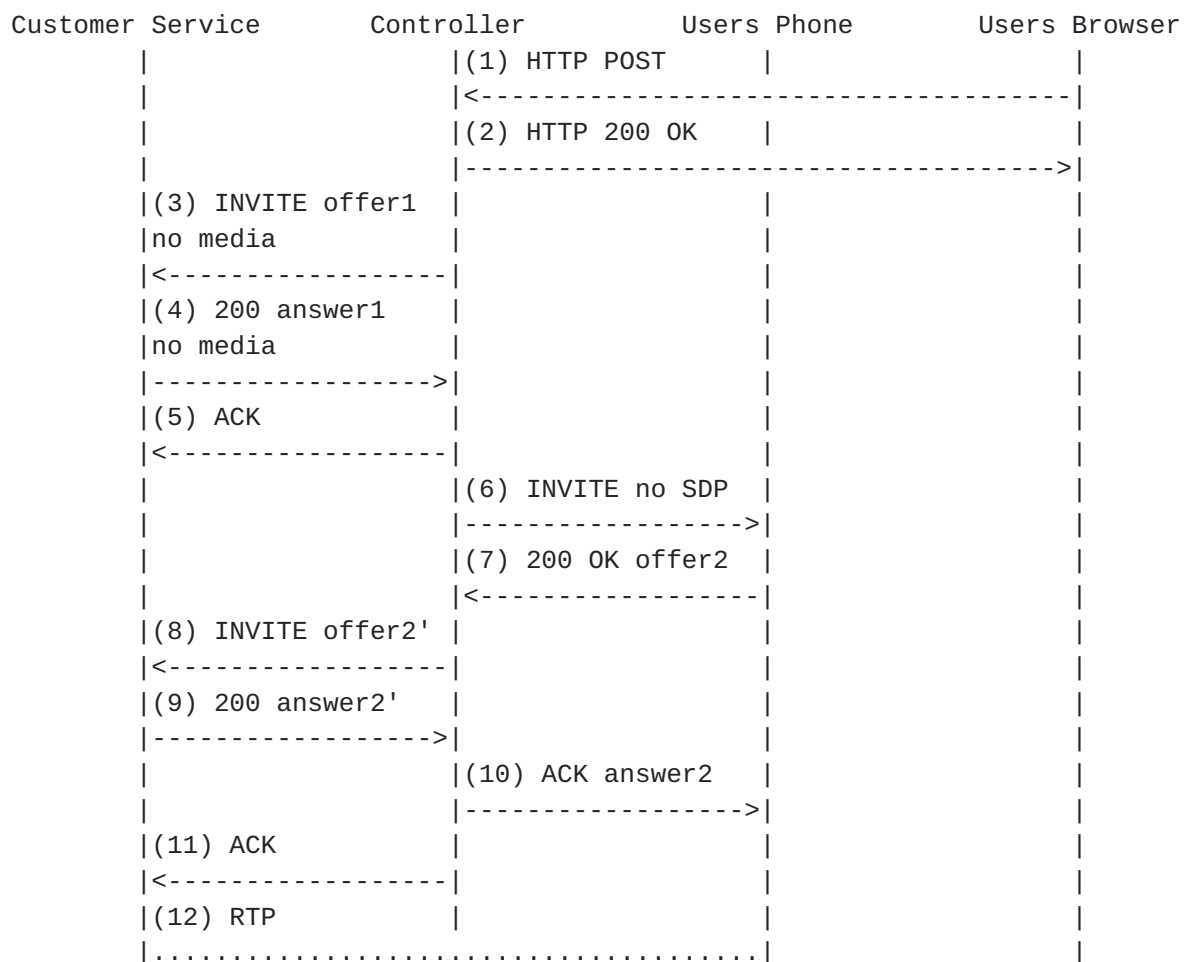 Customer Service Controller Users Phone Users Browser
(1) HTTP POST
(2) HTTP 200 OK
(3) INVITE offer1
no media
(4) 200 answer1
no media
(5) ACK
(6) INVITE no SDP
(7) 200 OK offer2
(8) INVITE offer2'
(9) 200 answer2'
(10) ACK answer2
(11) ACK
(12) RTP